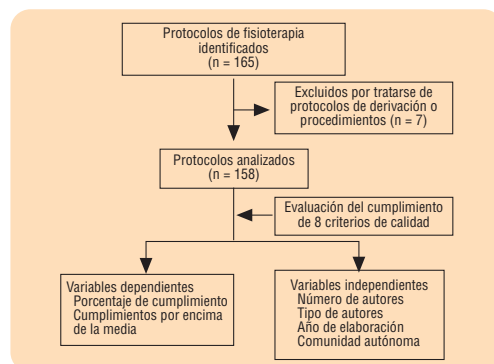 Protocolos de fisioterapia
identificados
(n = 165)
Excluidos por tratarse de
protocolos de derivación o
procedimientos (n = 7)
Protocolos analizados
(n = 158)
Evaluación del cumplimiento
de 8 criterios de calidad
Variables dependientes
Porcentaje de cumplimiento
Cumplimientos por encima
de la media
Variables independientes
Número de autores
Tipo de autores
Año de elaboración
Comunidad autónoma